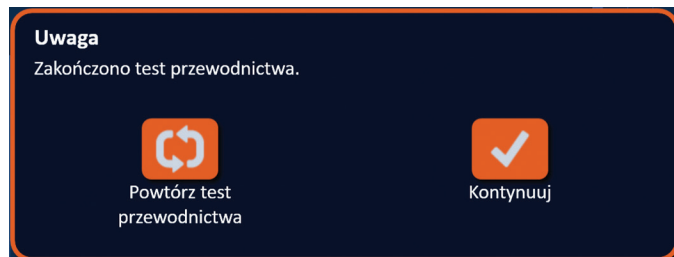 Uwaga
Zakończono test przewodnictwa.
Powtórz test
przewodnictwa
Kontynuuj